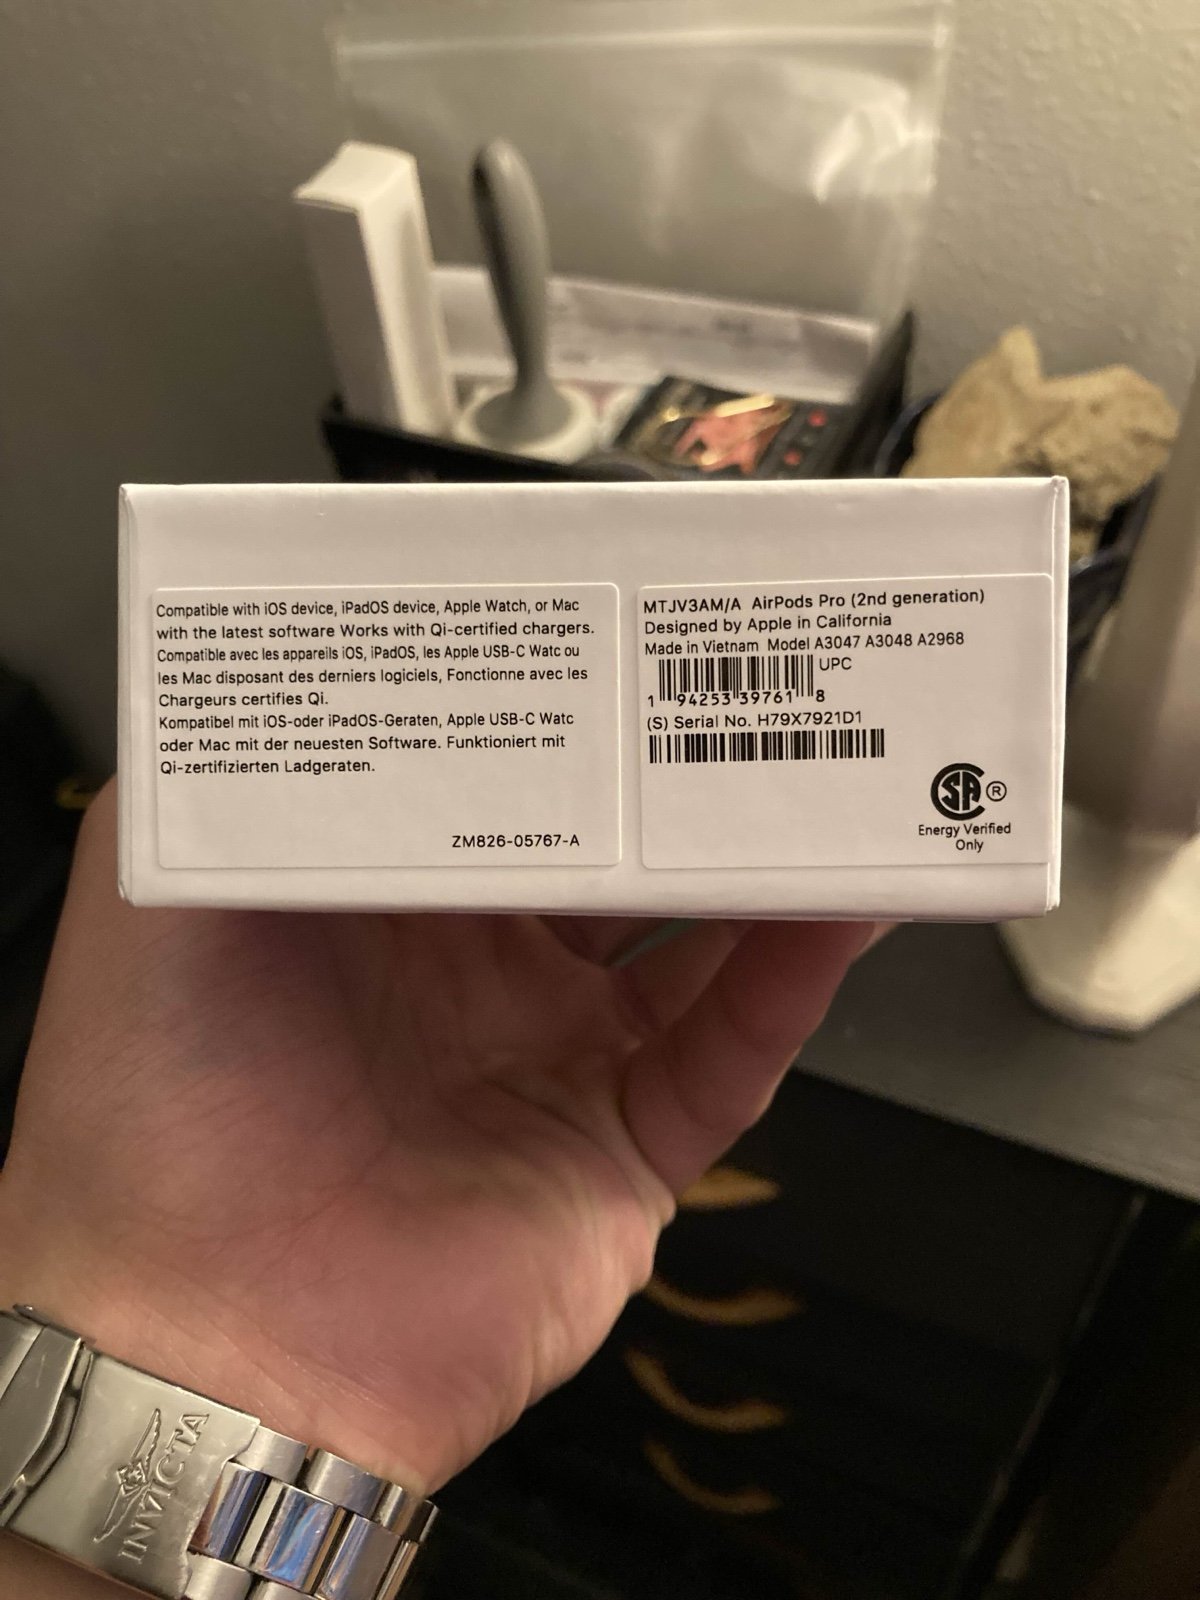 Compatible with iOS device, iPadOS device, Apple Watch, or Mac
with the latest software Works with Qi-certified chargers.
Compatible avec les appareils iOS, iPadOS, les Apple USB-C Watc ou
les Mac disposant des derniers logiciels, Fonctionne avec les
Chargeurs certifies Qi.
Kompatibel mit iOS-oder iPadOS-Geraten, Apple USB-C Watc
oder Mac mit der neuesten Software. Funktioniert mit
Qi-zertifizierten Ladgeraten.
ZM826-05767-A
MTJV3AM/A AirPods Pro (2nd generation)
Designed by Apple in California
Made in Vietnam Model A3047 A3048 A2968
UPC
1 94253 39761 8
(S) Serial No. H79X7921D1
SA ®
Energy Verified
Only
INVICTA